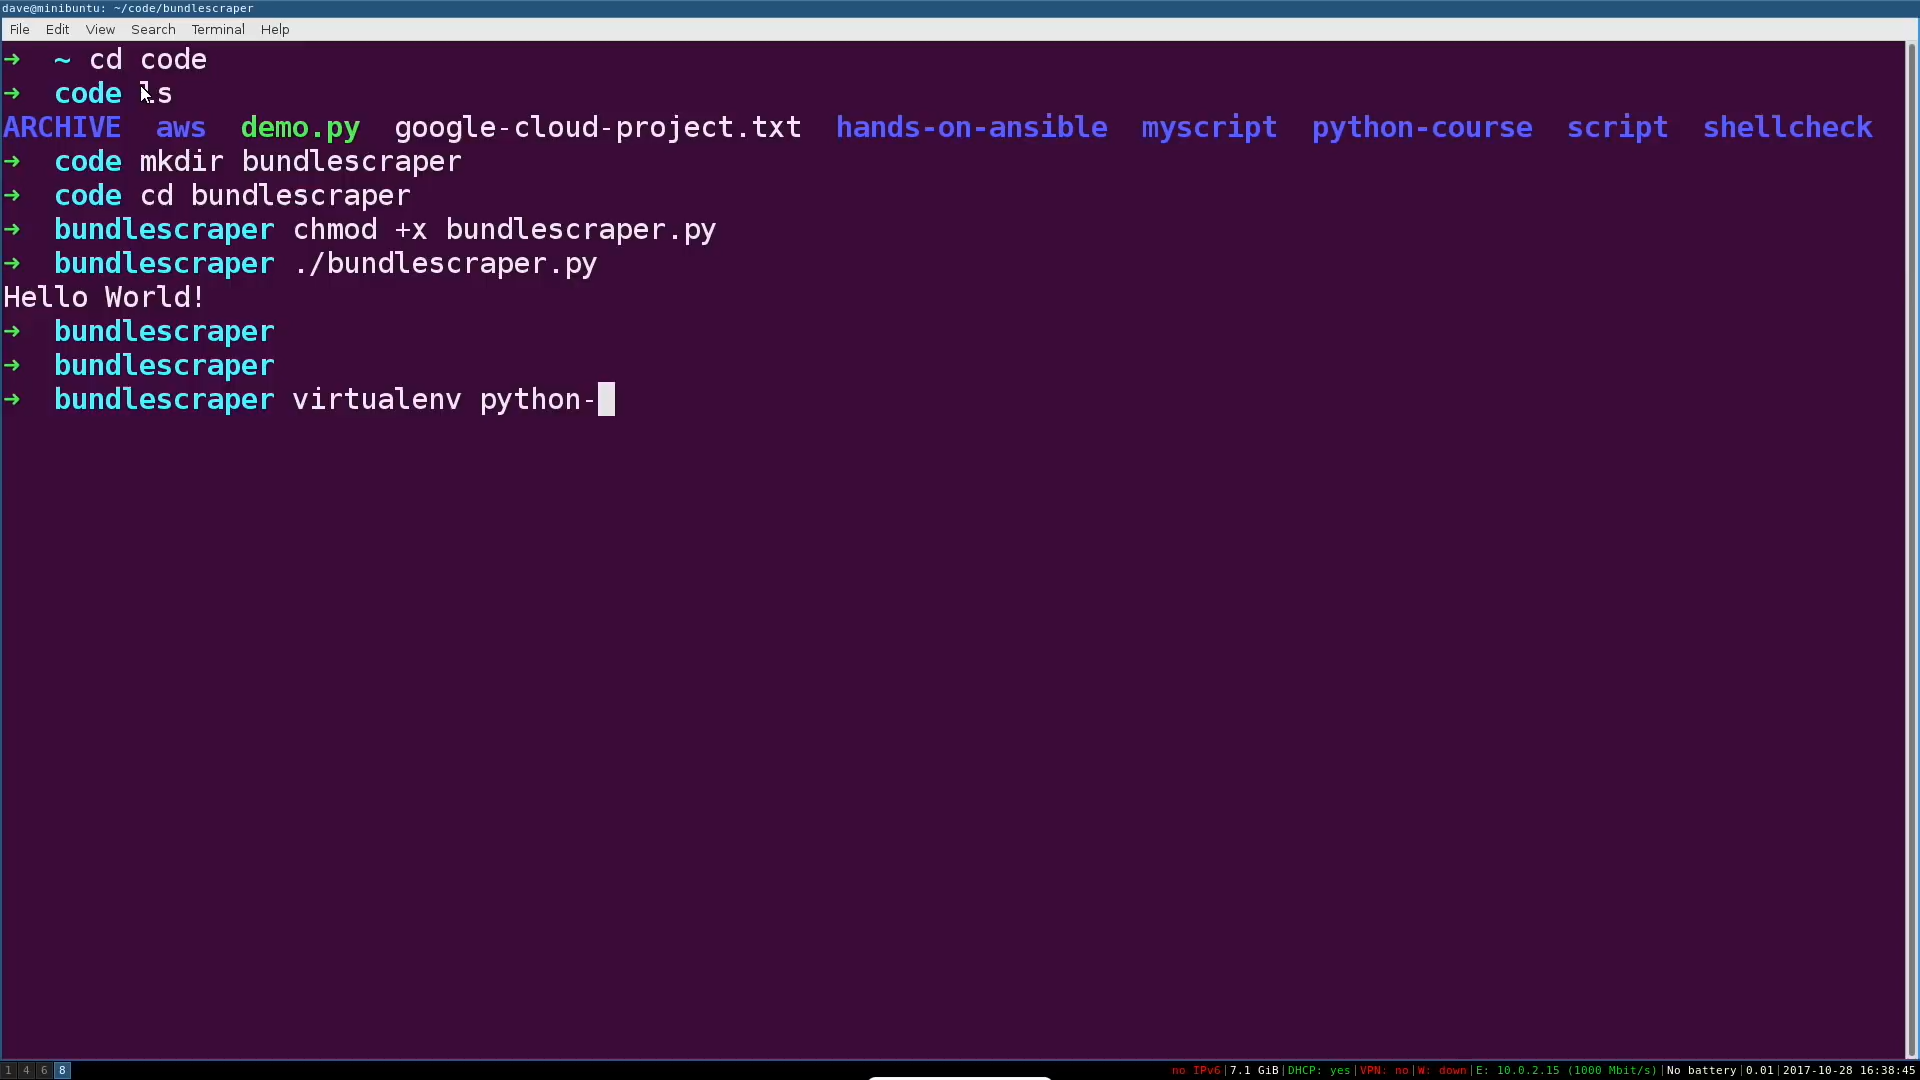 dave@minibuntu: ~/code/bundlescraper
File Edit View Search Terminal Help
➜ ~ cd code
➜ code ls
ARCHIVE aws demo.py google-cloud-project.txt hands-on-ansible myscript python-course script shellcheck
➜ code mkdir bundlescraper
➜ code cd bundlescraper
➜ bundlescraper chmod +x bundlescraper.py
➜ bundlescraper ./bundlescraper.py
Hello World!
➜ bundlescraper
➜ bundlescraper
➜ bundlescraper virtualenv python-
1 4 6 8 no IPv6|7.1 GiB|DHCP: yes|VPN: no|W: down|E: 10.0.2.15 (1000 Mbit/s)|No battery|0.01|2017-10-28 16:38:45